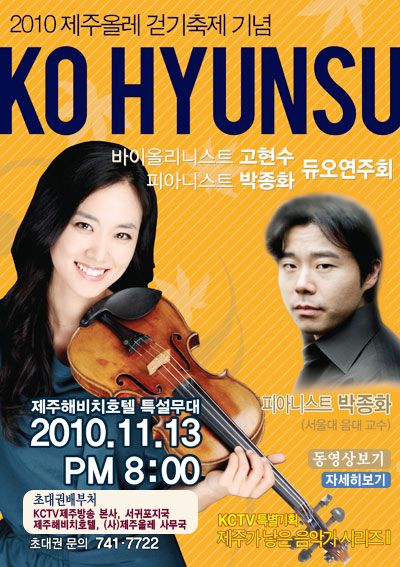 2010 제주올레 걷기축제 기념
KO HYUNSU
바이올리니스트 고현수
피아니스트 박종화
듀오연주회
피아니스트 박종화
(서울대 음대 교수)
제주해비치호텔 특설무대
2010.11.13
PM 8:00
동영상보기
자세히보기
초대권배부처
KCTV제주방송 본사, 서귀포지국
제주해비치호텔, (사)제주올레 사무국
초대권 문의 741-7722
KCTV특별기획
제주가 낳은 음악가 시리즈 I